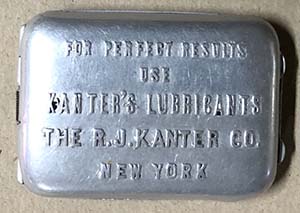 FOR PERFECT RESULTS
USE
KANTER'S LUBRICANTS
THE R.J. KANTER CO.
NEW YORK